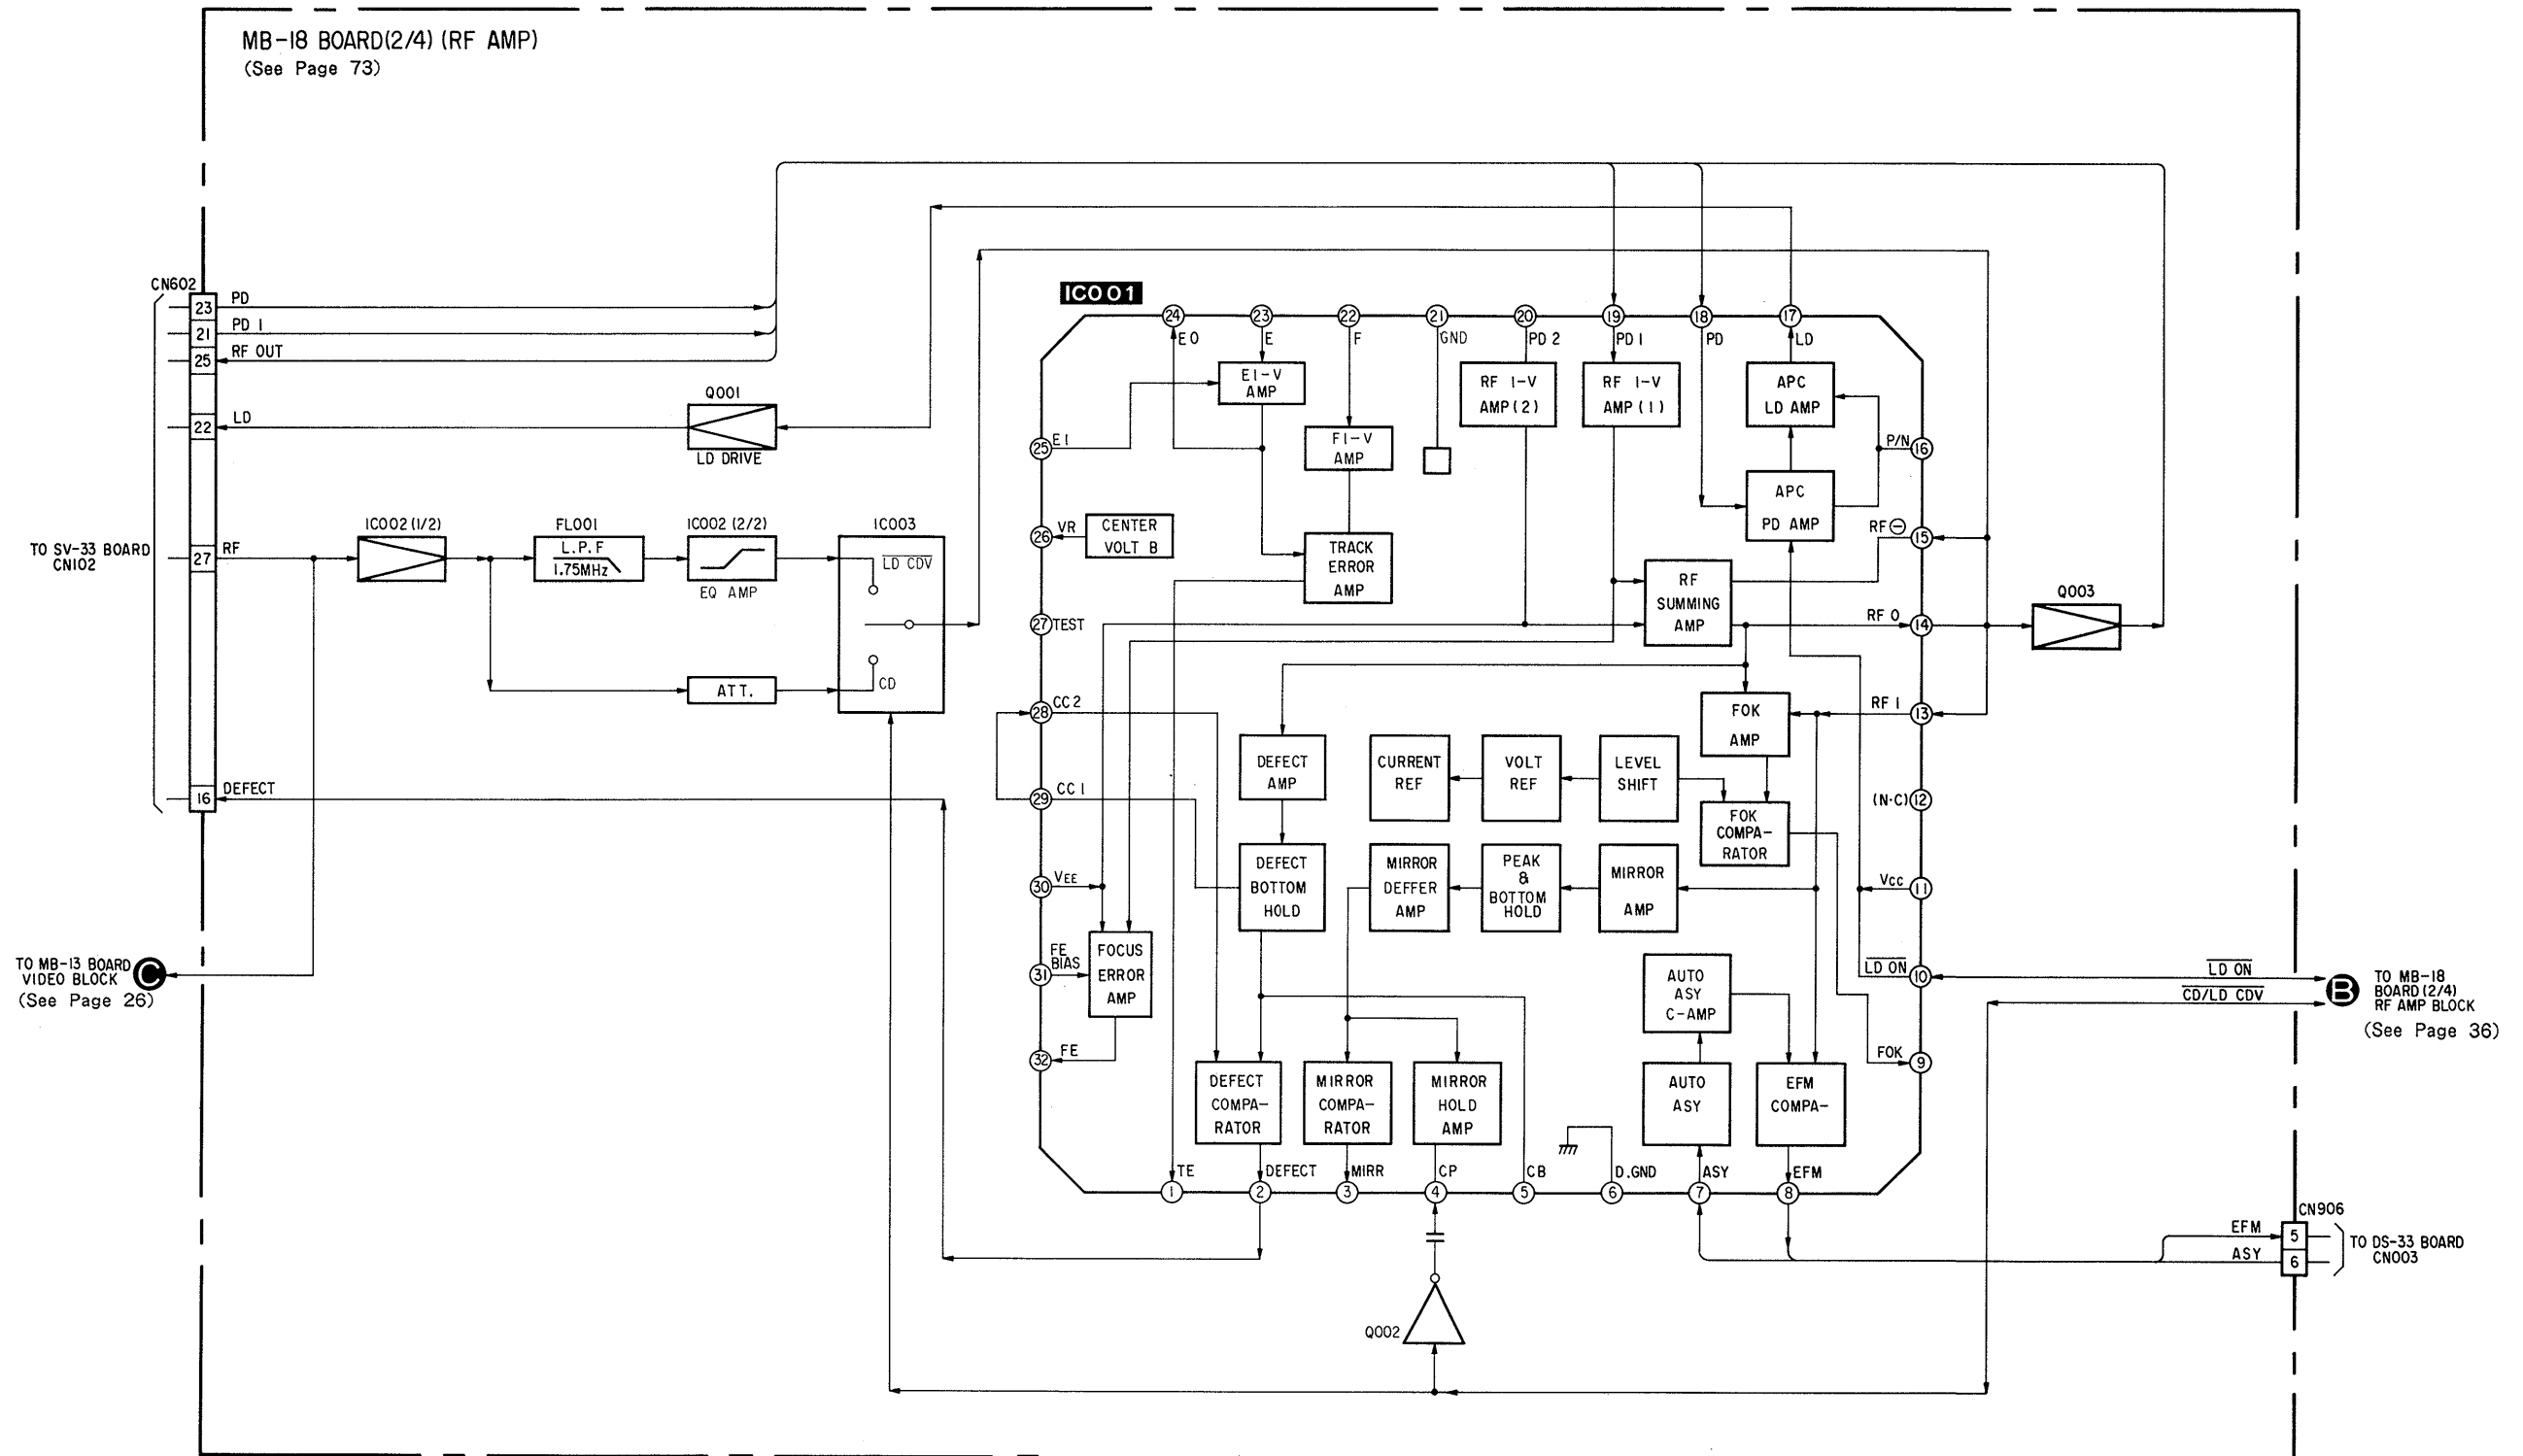 MB-18 BOARD(2/4) (RF AMP)
(See Page 73)
CN602
23 PD
21 PD 1
25 RF OUT
22 LD
27 RF
16 DEFECT
TO SV-33 BOARD
CN102
Q001
LD DRIVE
IC002(1/2)
FL001
L.P.F
1.75MHz
IC002(2/2)
EQ AMP
IC003
LD CDV
CD
ATT.
TO MB-13 BOARD
VIDEO BLOCK
C
(See Page 26)
IC001
24
23
22
21
20
19
18
17
EO
E
F
GND
PD 2
PD 1
PD
LD
EI-V
AMP
FI-V
AMP
RF I-V
AMP(2)
RF I-V
AMP(1)
APC
LD AMP
APC
PD AMP
25 EI
26 VR
27 TEST
28 CC2
29 CC1
30 VEE
31 FE
BIAS
32 FE
CENTER
VOLT B
TRACK
ERROR
AMP
RF
SUMMING
AMP
P/N 16
RF⊖ 15
RF O 14
RF I 13
(N·C) 12
Vcc 11
LD ON 10
FOK 9
FOK
AMP
DEFECT
AMP
CURRENT
REF
VOLT
REF
LEVEL
SHIFT
FOK
COMPA-
RATOR
DEFECT
BOTTOM
HOLD
MIRROR
DEFFER
AMP
PEAK
&
BOTTOM
HOLD
MIRROR
AMP
FOCUS
ERROR
AMP
AUTO
ASY
C-AMP
DEFECT
COMPA-
RATOR
MIRROR
COMPA-
RATOR
MIRROR
HOLD
AMP
AUTO
ASY
EFM
COMPA-
TE
DEFECT
MIRR
CP
CB
D.GND
ASY
EFM
1
2
3
4
5
6
7
8
Q002
Q003
LD ON
CD/LD CDV
B
TO MB-18
BOARD(2/4)
RF AMP BLOCK
(See Page 36)
CN906
EFM 5
ASY 6
TO DS-33 BOARD
CN003